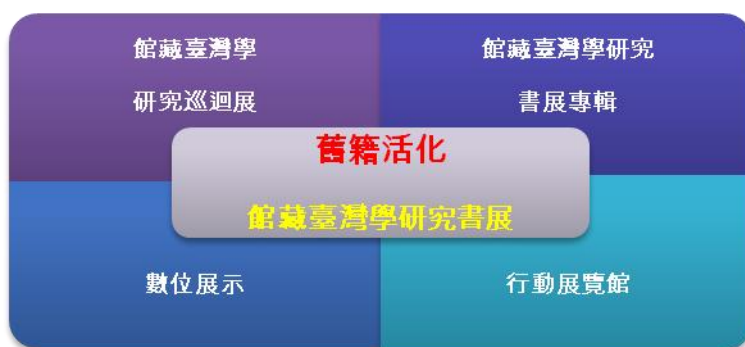 館藏臺灣學
研究巡迴展
館藏臺灣學研究
書展專輯
舊籍活化
館藏臺灣學研究書展
數位展示
行動展覽館